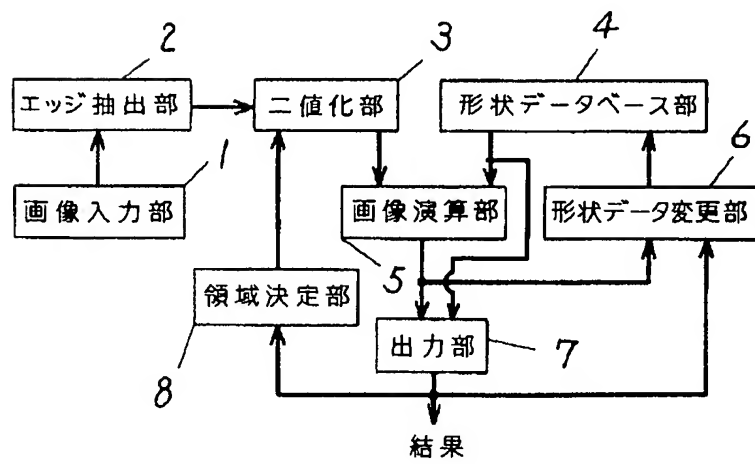 2
3
4
エッジ抽出部
二値化部
形状データベース部
1
6
画像入力部
画像演算部
形状データ変更部
5
領域決定部
出力部
7
8
結果